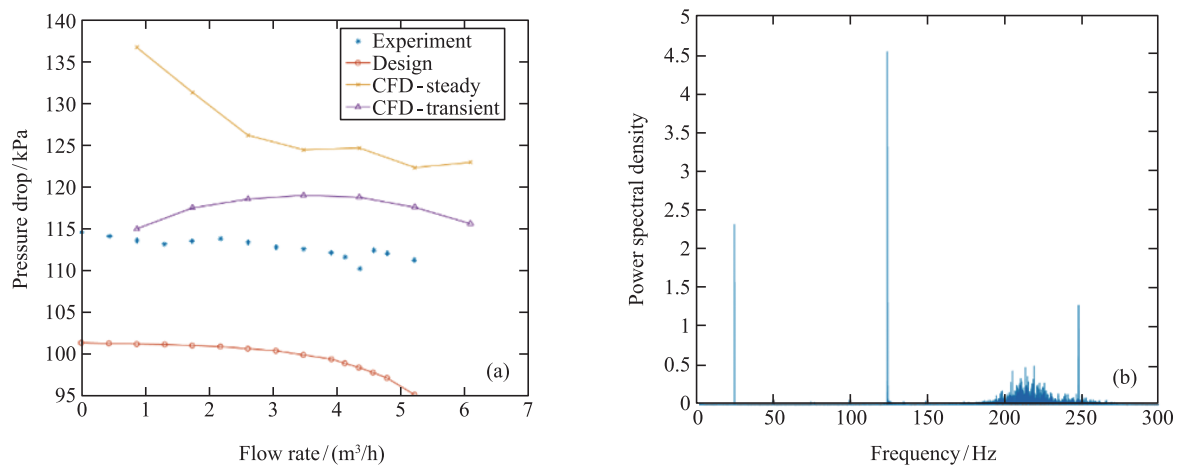 140
135
130
125
120
115
110
105
100
95
Pressure drop/kPa
Experiment
Design
CFD-steady
CFD-transient
(a)
0 1 2 3 4 5 6 7
Flow rate/(m³/h)
5
4.5
4
3.5
3
2.5
2
1.5
1
0.5
0
Power spectral density
(b)
0 50 100 150 200 250 300
Frequency/Hz